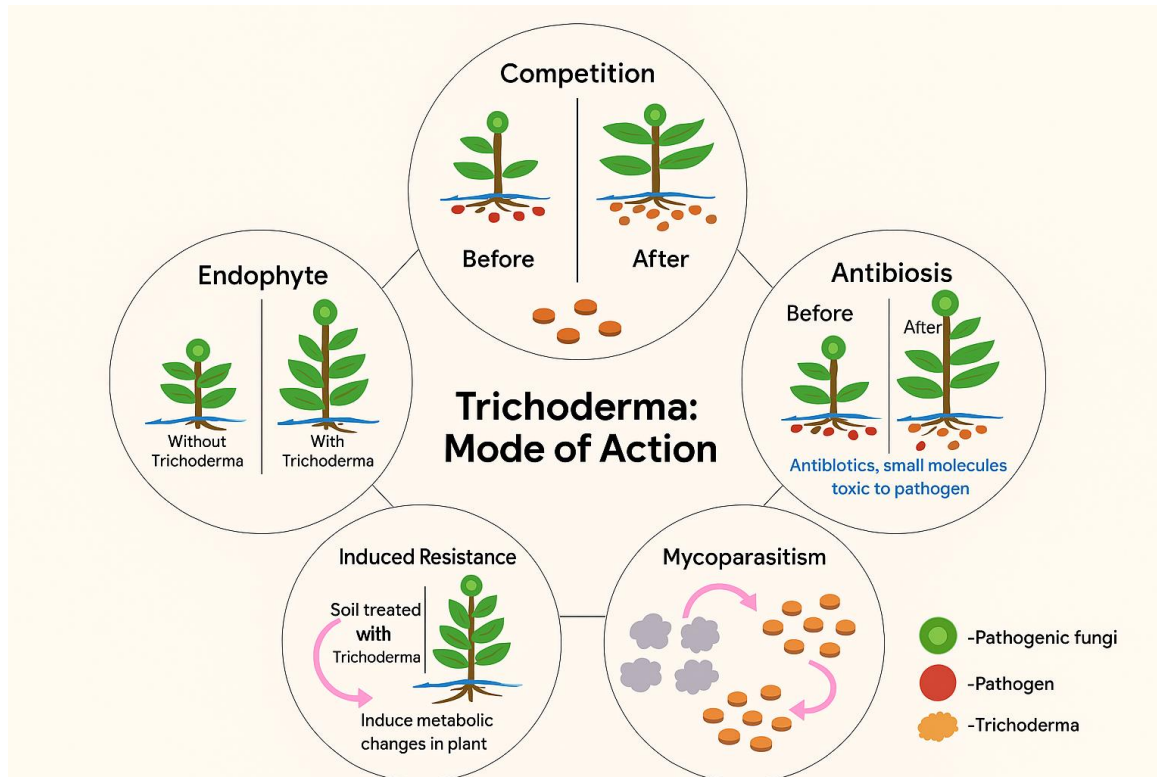 Competition
Before
After
Endophyte
Without
Trichoderma
With
Trichoderma
Antibiosis
Before
After
Antiblotics, small molecules
toxic to pathogen
Trichoderma:
Mode of Action
Induced Resistance
Soil treated
with
Trichoderma
Induce metabolic
changes in plant
Mycoparasitism
-Pathogenic fungi
-Pathogen
-Trichoderma